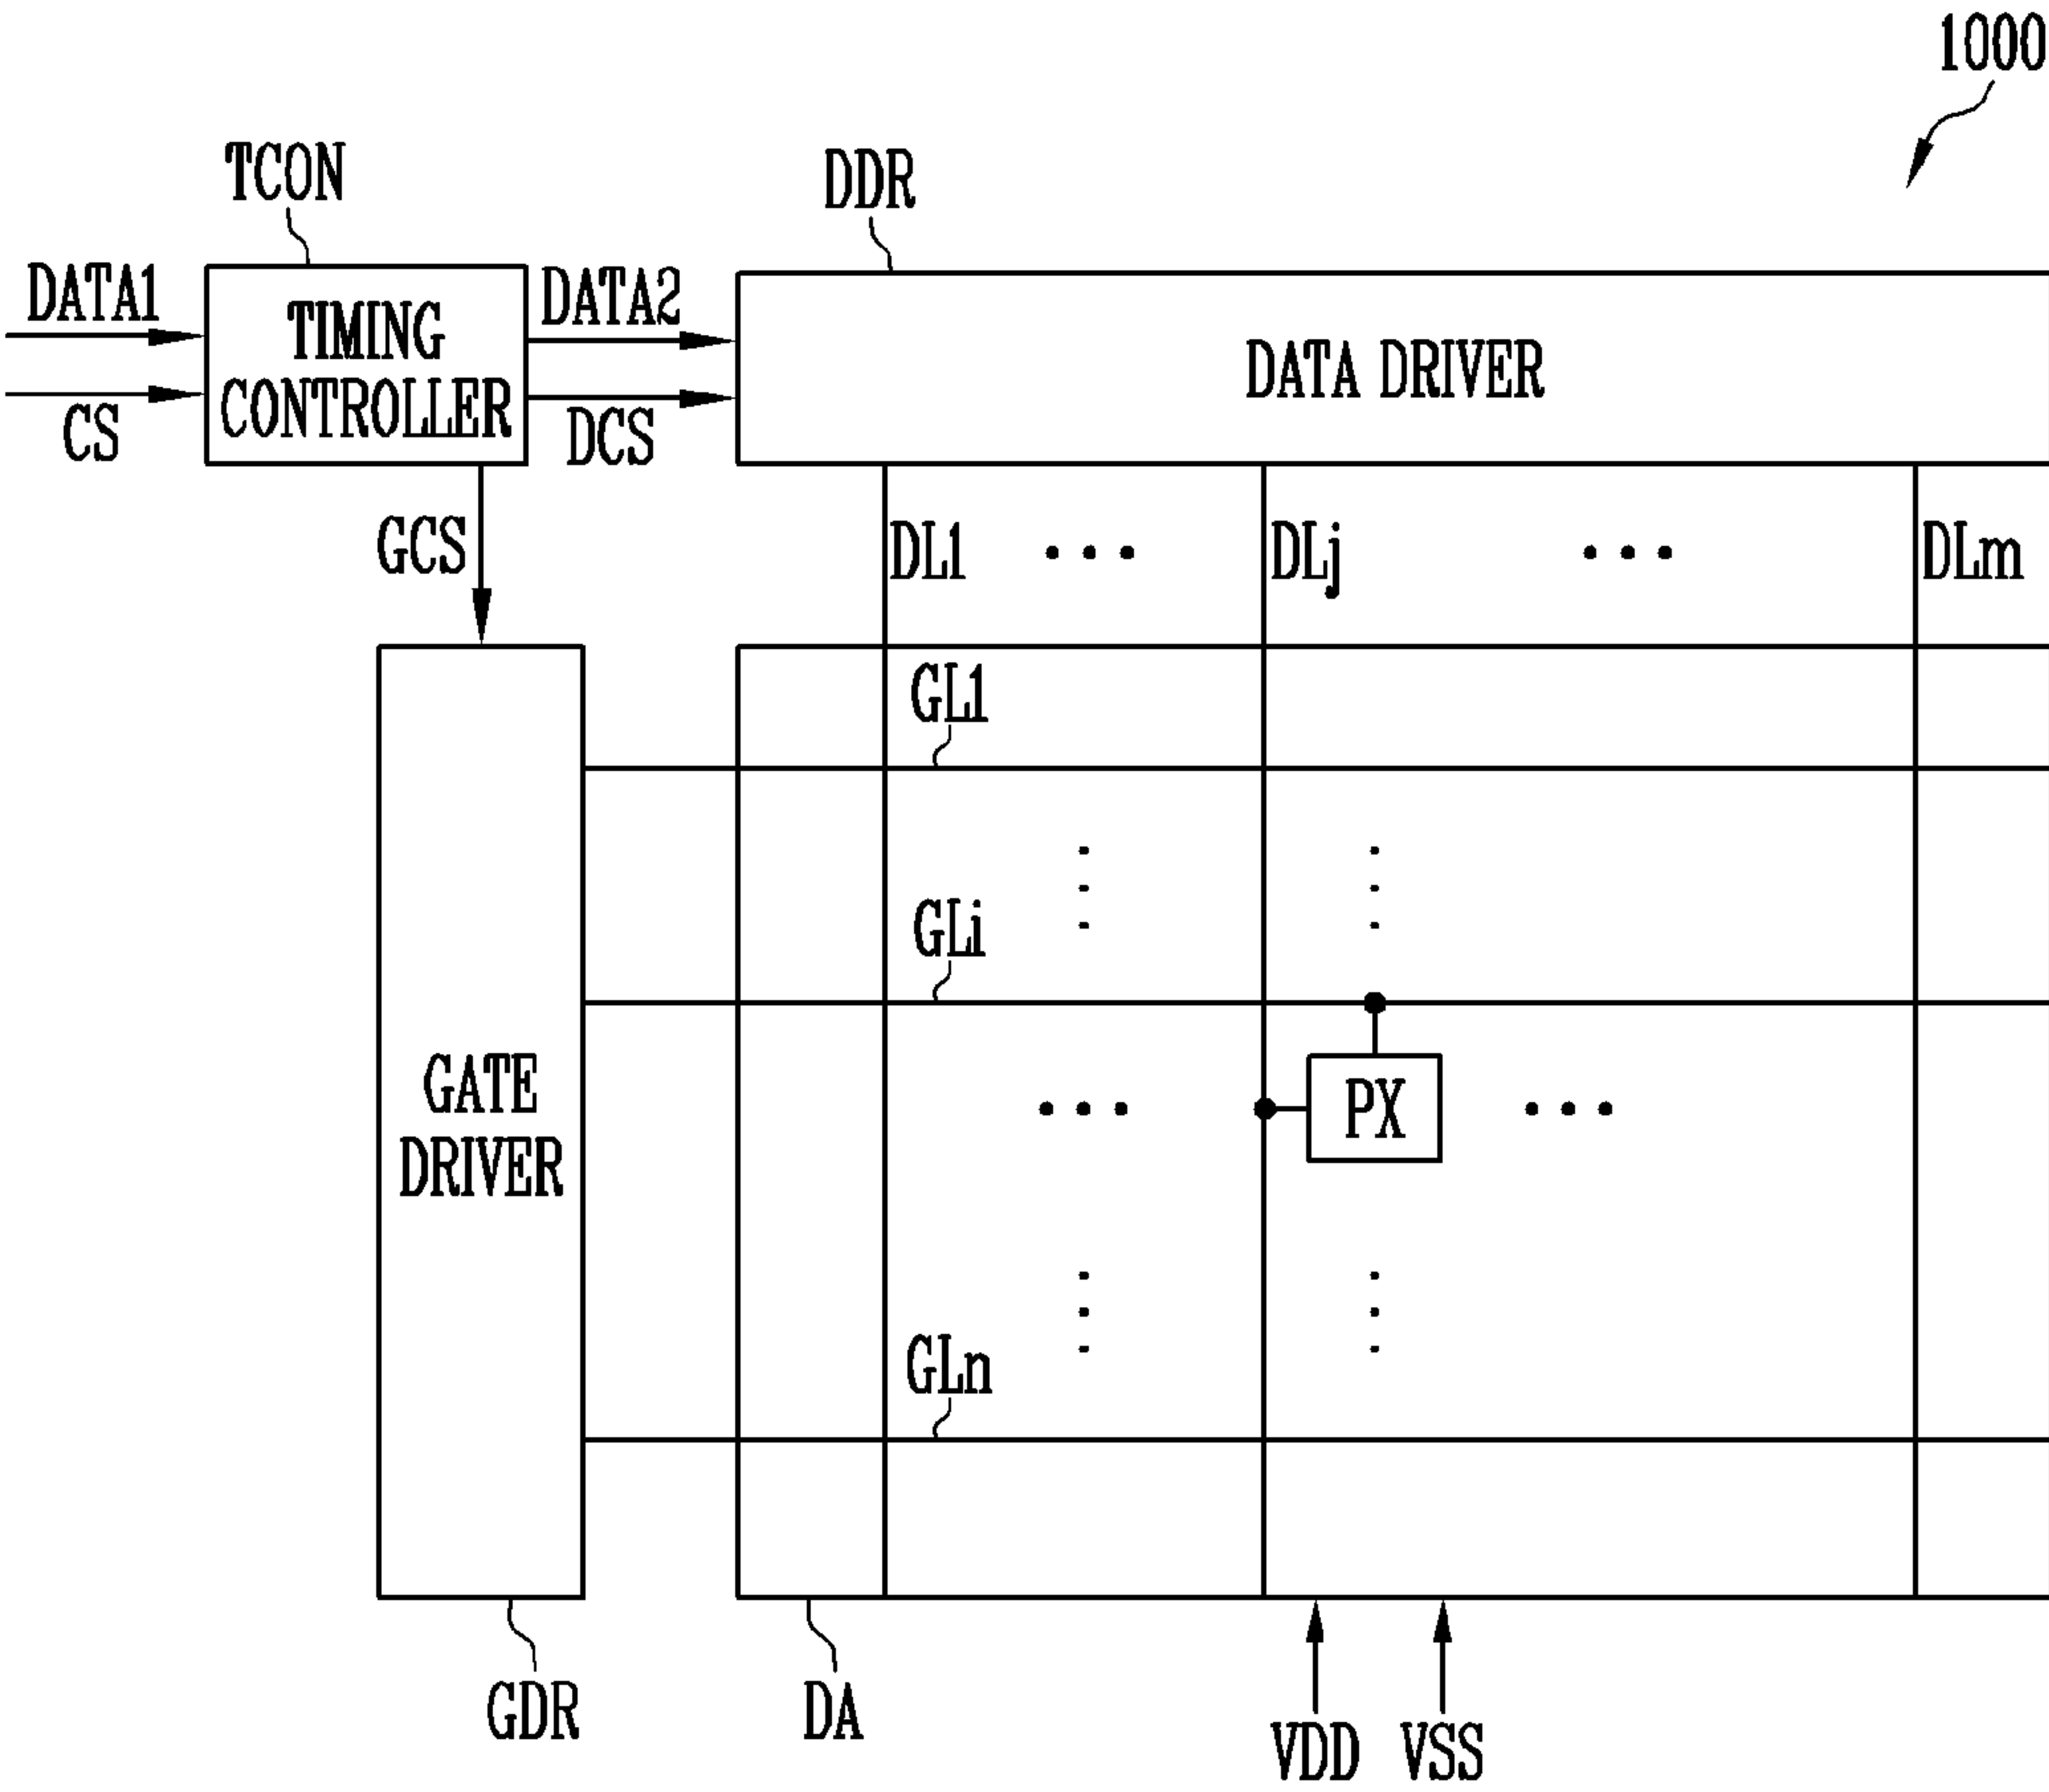 1000
TCON
DDR
DATA1
DATA2
TIMING
CONTROLLER
DATA DRIVER
CS
DCS
GCS
DL1
DLj
DLm
GL1
GLi
GATE
DRIVER
PX
GLn
GDR
DA
VDD
VSS